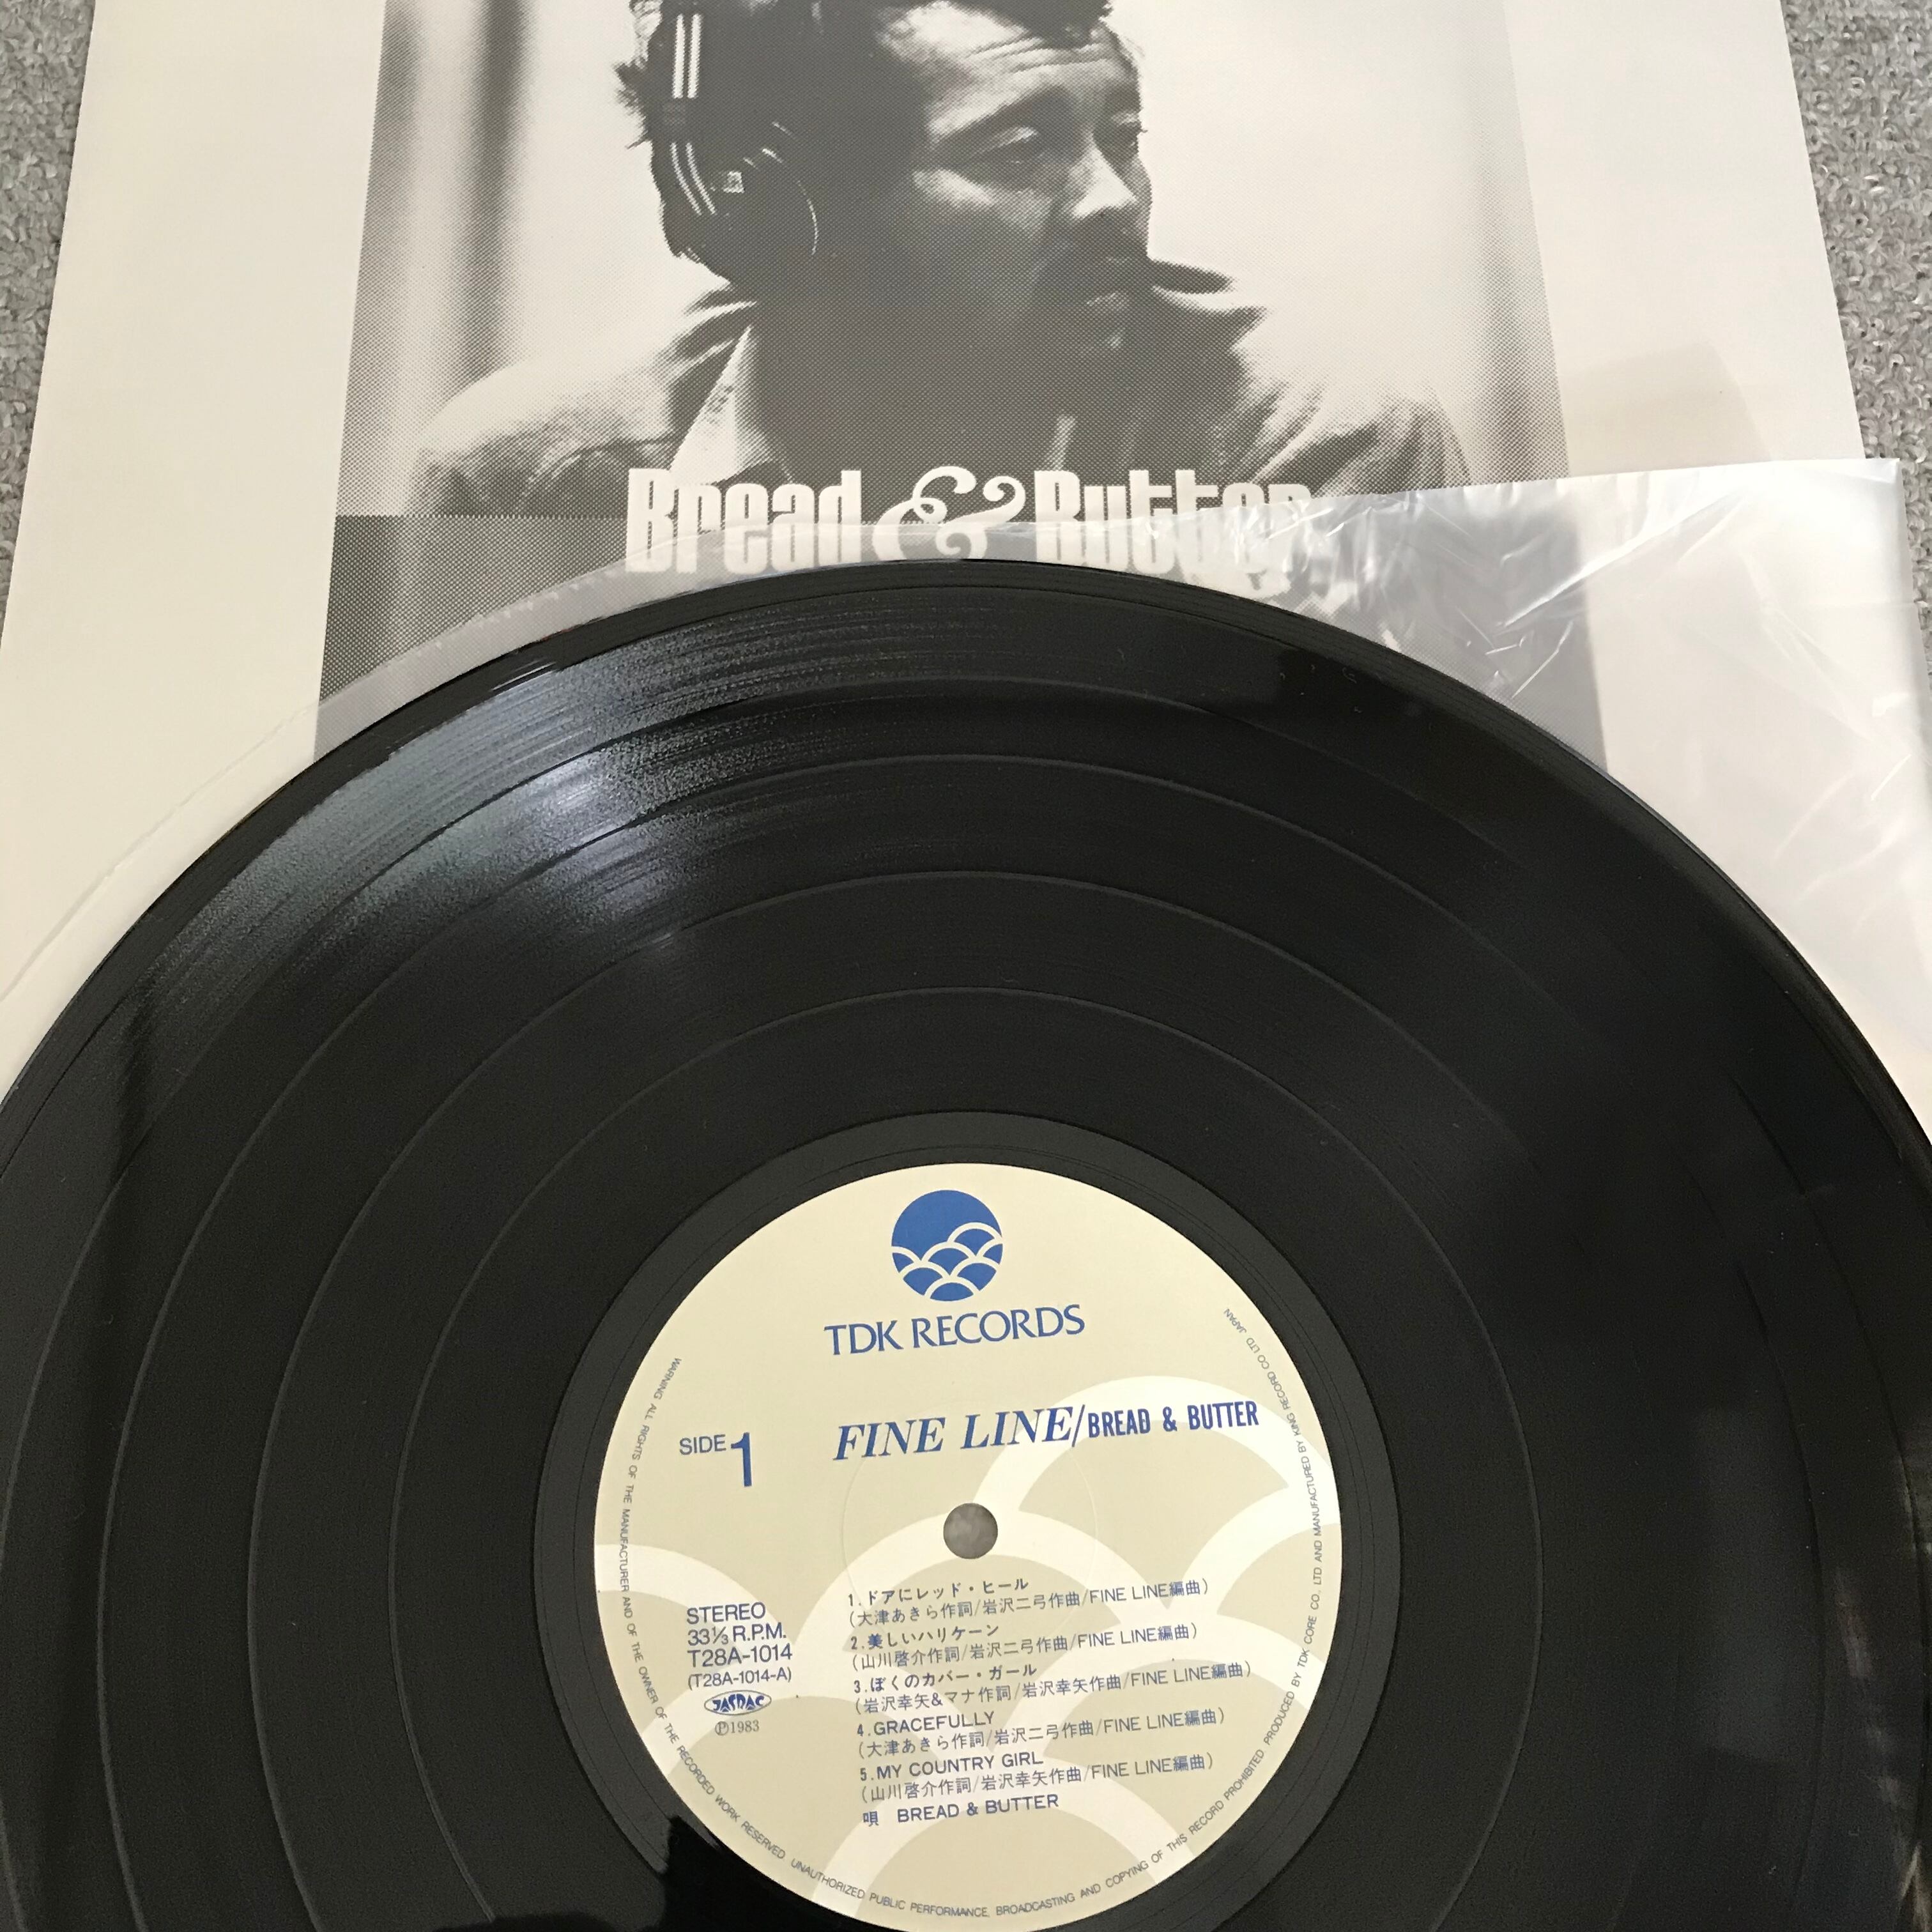 Bread & Butter
TDK RECORDS
SIDE 1
FINE LINE/BREAD & BUTTER
STEREO
33⅓ R.P.M.
T28A-1014
(T28A-1014-A)
JASRAC
Ⓟ1983
1.ドアにレッド・ヒール
(大津あきら作詞/岩沢二弓作曲/FINE LINE編曲)
2.美しいハリケーン
(山川啓介作詞/岩沢二弓作曲/FINE LINE編曲)
3.ぼくのカバー・ガール
(岩沢幸矢&マナ作詞/岩沢幸矢作曲/FINE LINE編曲)
4.GRACEFULLY
(大津あきら作詞/岩沢二弓作曲/FINE LINE編曲)
5.MY COUNTRY GIRL
(山川啓介作詞/岩沢幸矢作曲/FINE LINE編曲)
唄 BREAD & BUTTER
WARNING ALL RIGHTS OF THE MANUFACTURER AND OF THE OWNER OF THE RECORDED WORK RESERVED UNAUTHORIZED PUBLIC PERFORMANCE, BROADCASTING AND COPYING OF THIS RECORD PROHIBITED PRODUCED BY TDK CORE CO., LTD AND MANUFACTURED BY KING RECORD CO LTD JAPAN